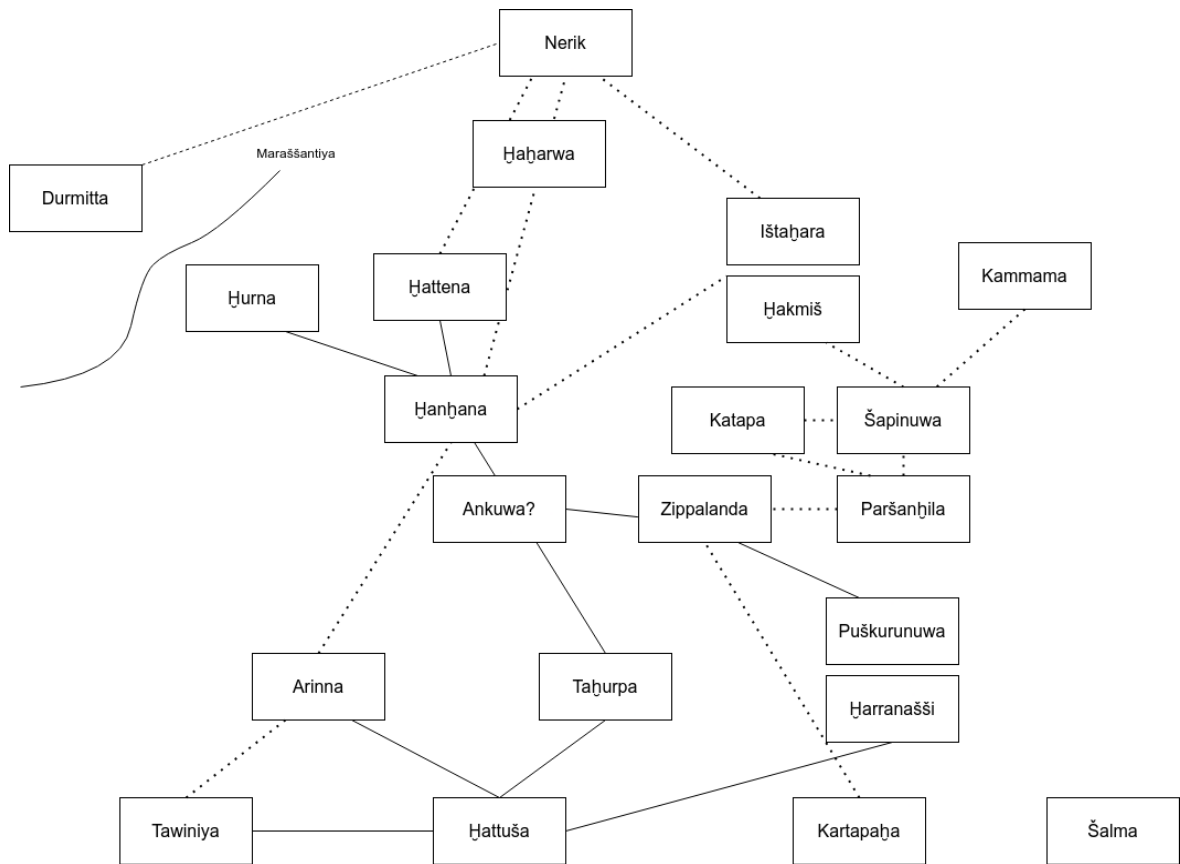 Nerik
Ḫaḫarwa
Maraššantiya
Durmitta
Ištaḫara
Ḫattena
Kammama
Ḫurna
Ḫakmiš
Ḫanḫana
Katapa
Šapinuwa
Ankuwa?
Zippalanda
Paršanḫila
Puškurunuwa
Arinna
Taḫurpa
Ḫarranašši
Tawiniya
Ḫattuša
Kartapaḫa
Šalma